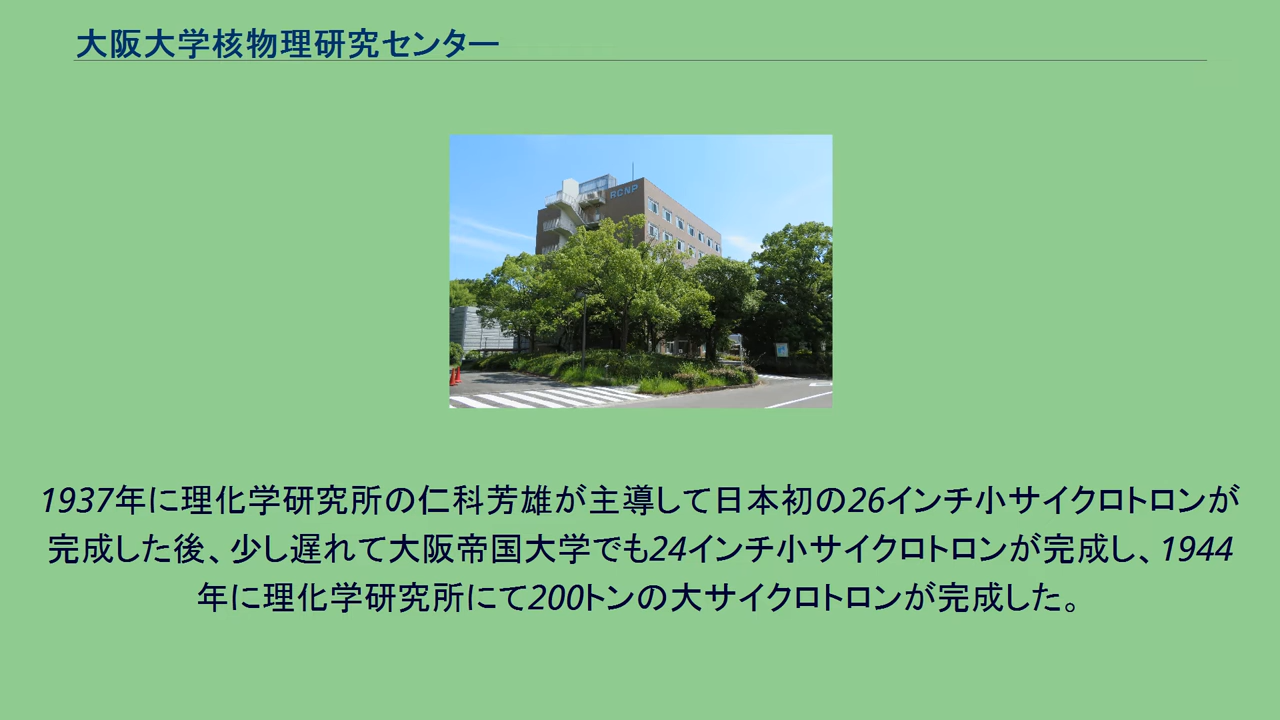 大阪大学核物理研究センター
RCNP
1937年に理化学研究所の仁科芳雄が主導して日本初の26インチ小サイクロトロンが
完成した後、少し遅れて大阪帝国大学でも24インチ小サイクロトロンが完成し、1944
年に理化学研究所にて200トンの大サイクロトロンが完成した。